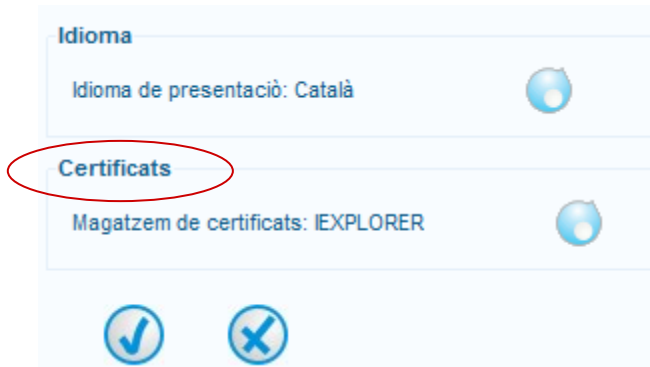 Idioma
Idioma de presentaciò: Català
Certificats
Magatzem de certificats: IEXPLORER